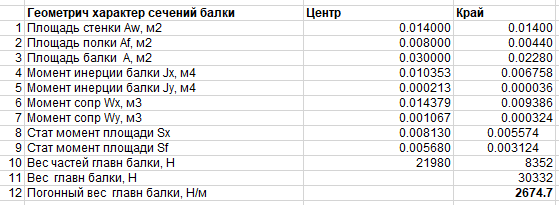 Геометрич характер сечений балки Центр Край
1 Площадь стенки Aw, м2 0.014000 0.01400
2 Площадь полки Af, м2 0.008000 0.00440
3 Площадь балки A, м2 0.030000 0.02280
4 Момент инерции балки Jx, м4 0.010353 0.006758
5 Момент инерции балки Jy, м4 0.000213 0.000036
6 Момент сопр Wx, м3 0.014379 0.009386
7 Момент сопр Wy, м3 0.001067 0.000324
8 Стат момент площади Sx 0.008130 0.005574
9 Стат момент площади Sf 0.005680 0.003124
10 Вес частей главн балки, Н 21980 8352
11 Вес главн балки, Н 30332
12 Погонный вес главн балки, Н/м 2674.7